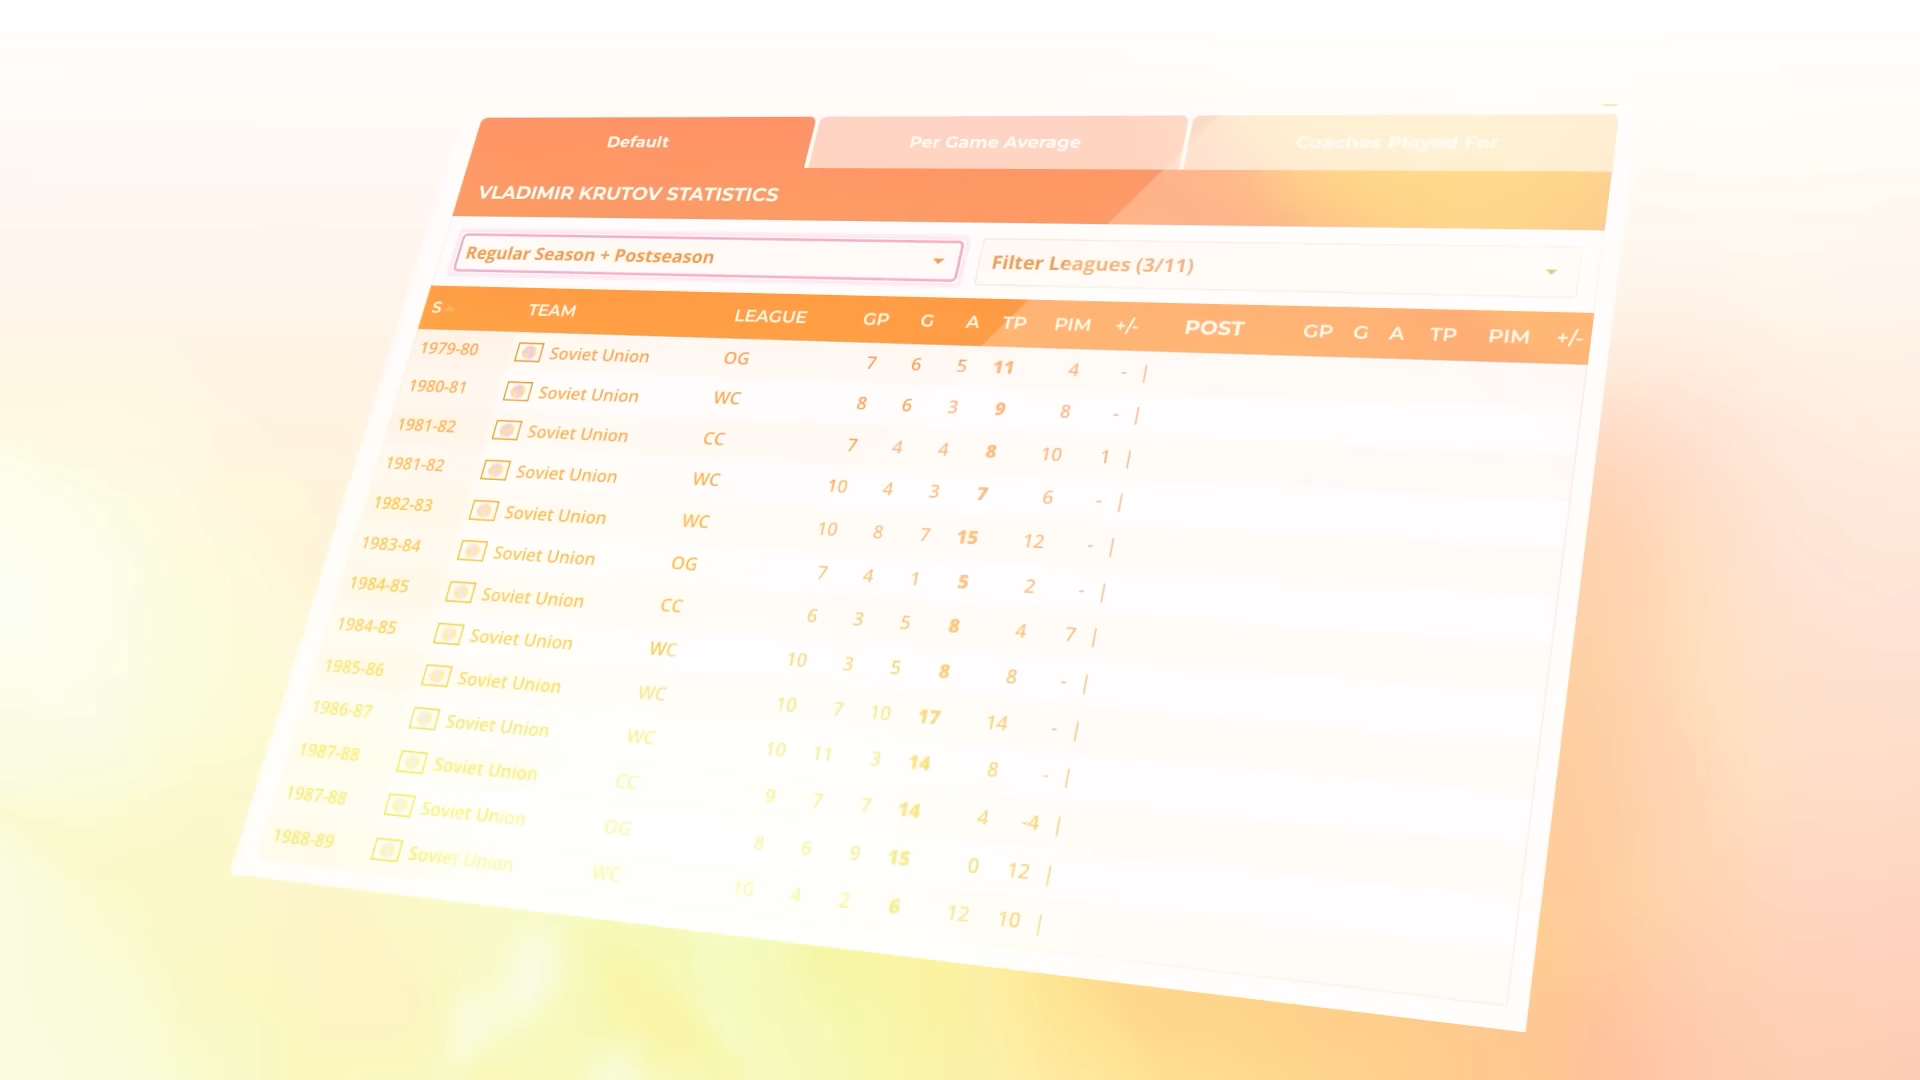 Default Per Game Average Coaches Played For
VLADIMIR KRUTOV STATISTICS
Regular Season + Postseason Filter Leagues (3/11)
S TEAM LEAGUE GP G A TP PIM +/- POST GP G A TP PIM +/-
1979-80 Soviet Union OG 7 6 5 11 4 - |
1980-81 Soviet Union WC 8 6 3 9 8 - |
1981-82 Soviet Union CC 7 4 4 8 10 1 |
1981-82 Soviet Union WC 10 4 3 7 6 - |
1982-83 Soviet Union WC 10 8 7 15 12 - |
1983-84 Soviet Union OG 7 4 1 5 2 - |
1984-85 Soviet Union CC 6 3 5 8 4 7 |
1984-85 Soviet Union WC 10 3 5 8 8 - |
1985-86 Soviet Union WC 10 7 10 17 14 - |
1986-87 Soviet Union WC 10 11 3 14 8 - |
1987-88 Soviet Union CC 9 7 7 14 4 -4 |
1987-88 Soviet Union OG 8 6 9 15 0 12 |
1988-89 Soviet Union WC 10 4 2 6 12 10 |